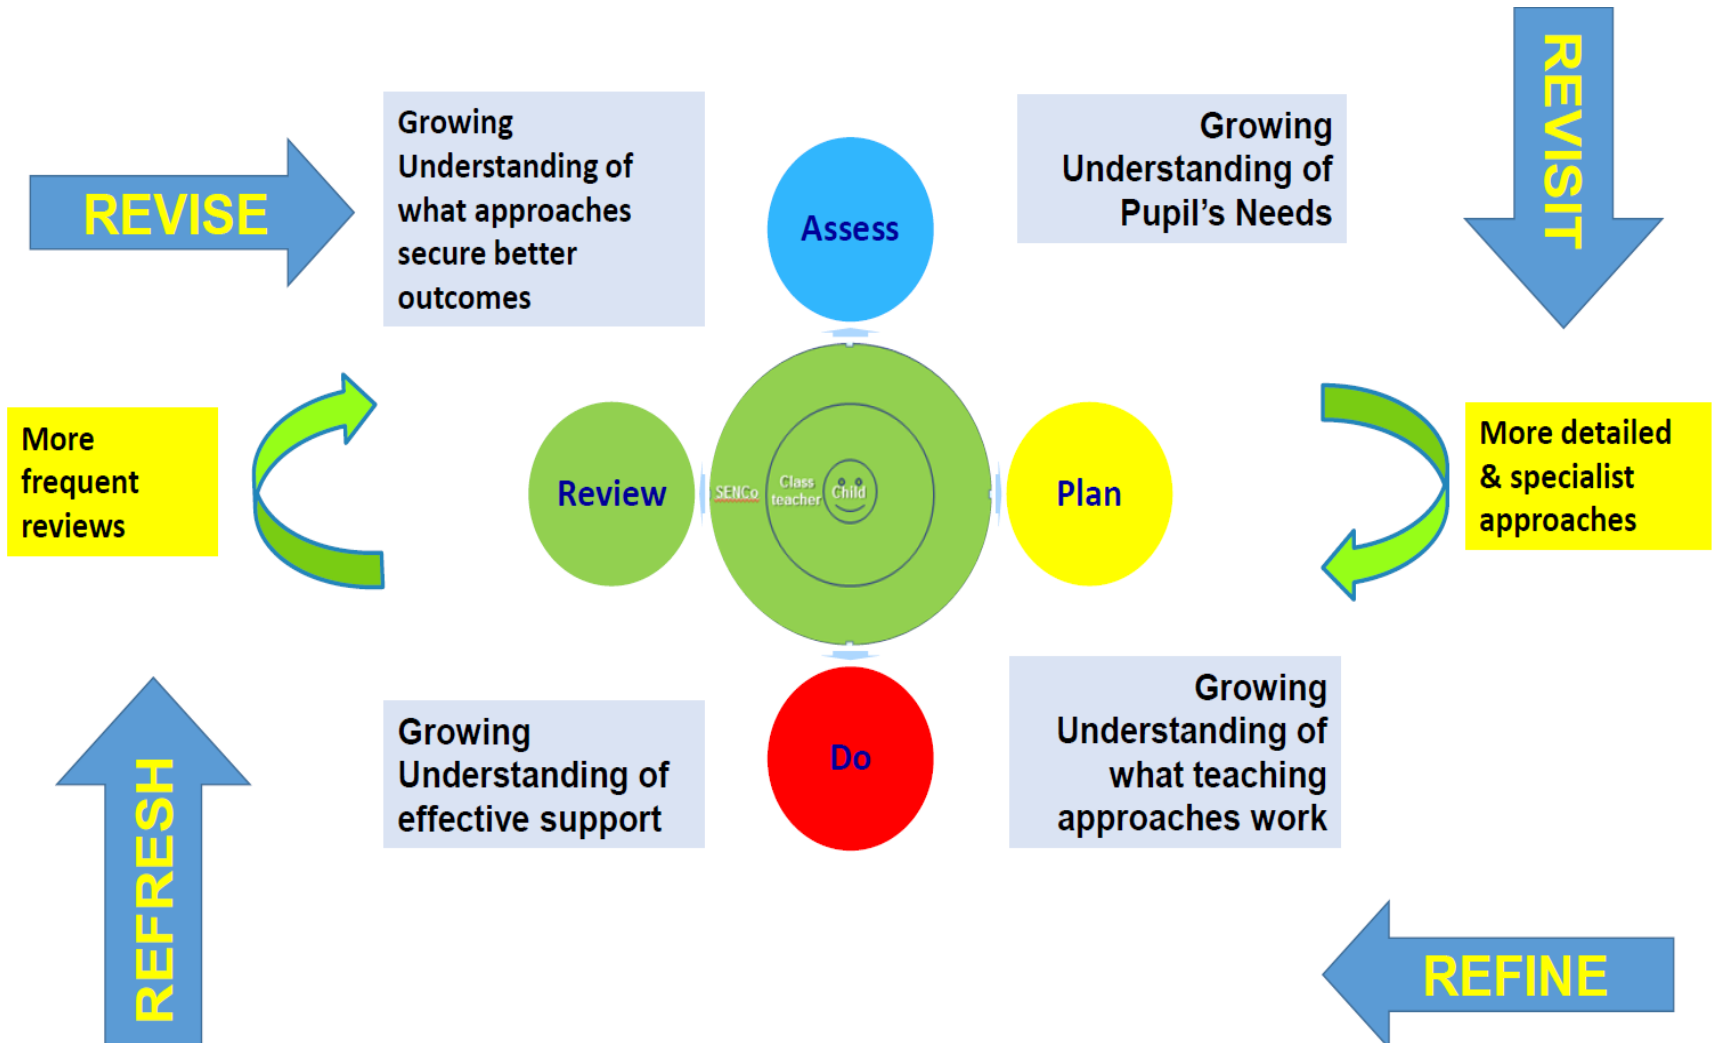 REVISE
Growing
Understanding of
what approaches
secure better
outcomes
Assess
Growing
Understanding of
Pupil's Needs
REVISIT
More
frequent
reviews
Review
SENCo
Class
teacher
Child
Plan
More detailed
& specialist
approaches
REFRESH
Growing
Understanding of
effective support
Do
Growing
Understanding of
what teaching
approaches work
REFINE